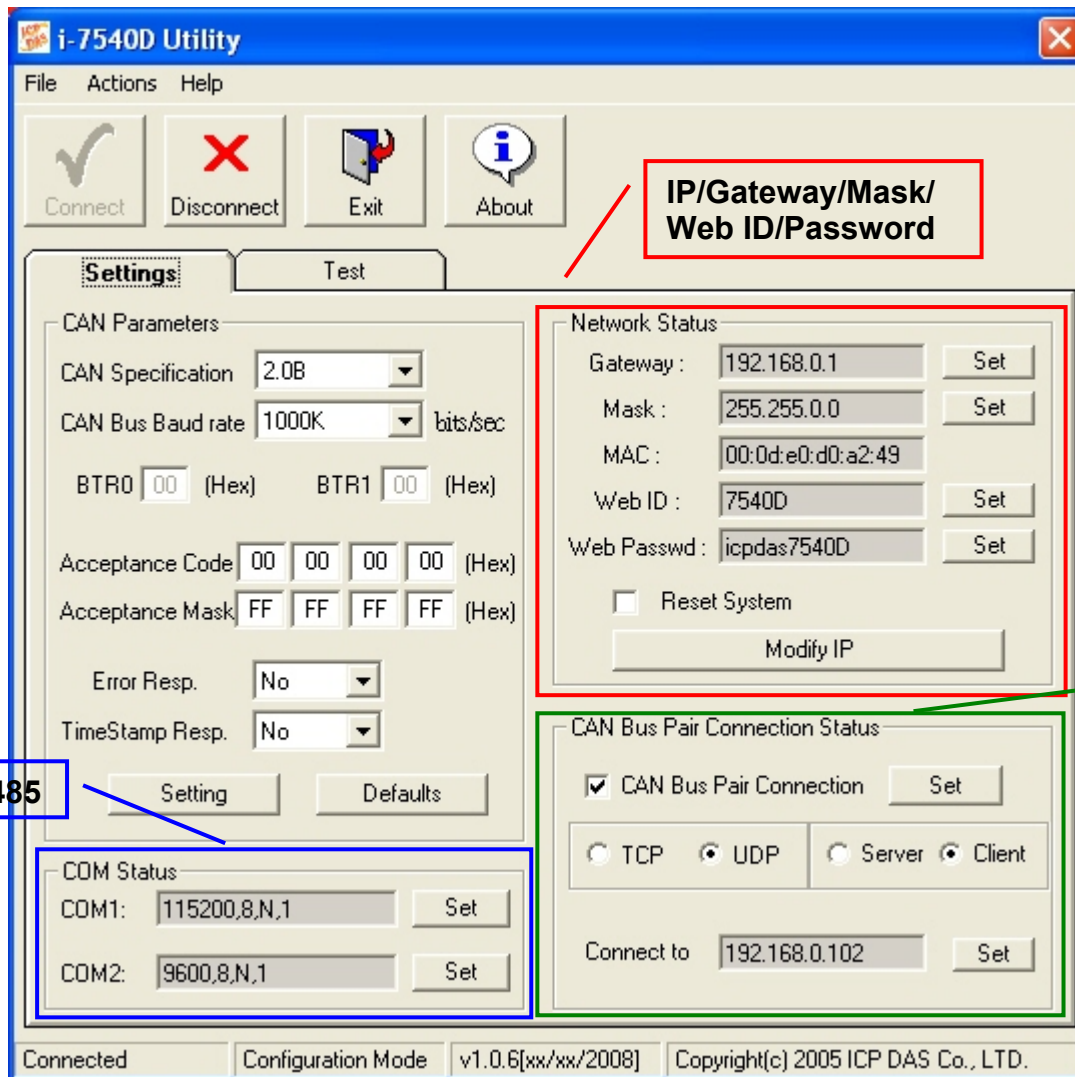 i-7540D Utility
File Actions Help
Connect Disconnect Exit About
IP/Gateway/Mask/
Web ID/Password
Settings Test
CAN Parameters
CAN Specification 2.0B
CAN Bus Baud rate 1000K bits/sec
BTR0 00 (Hex) BTR1 00 (Hex)
Acceptance Code 00 00 00 00 (Hex)
Acceptance Mask FF FF FF FF (Hex)
Error Resp. No
TimeStamp Resp. No
Setting Defaults
485
COM Status
COM1: 115200,8,N,1 Set
COM2: 9600,8,N,1 Set
Network Status
Gateway : 192.168.0.1 Set
Mask : 255.255.0.0 Set
MAC : 00:0d:e0:d0:a2:49
Web ID : 7540D Set
Web Passwd : icpdas7540D Set
Reset System
Modify IP
CAN Bus Pair Connection Status
CAN Bus Pair Connection Set
TCP UDP Server Client
Connect to 192.168.0.102 Set
Connected Configuration Mode v1.0.6[xx/xx/2008] Copyright(c) 2005 ICP DAS Co., LTD.